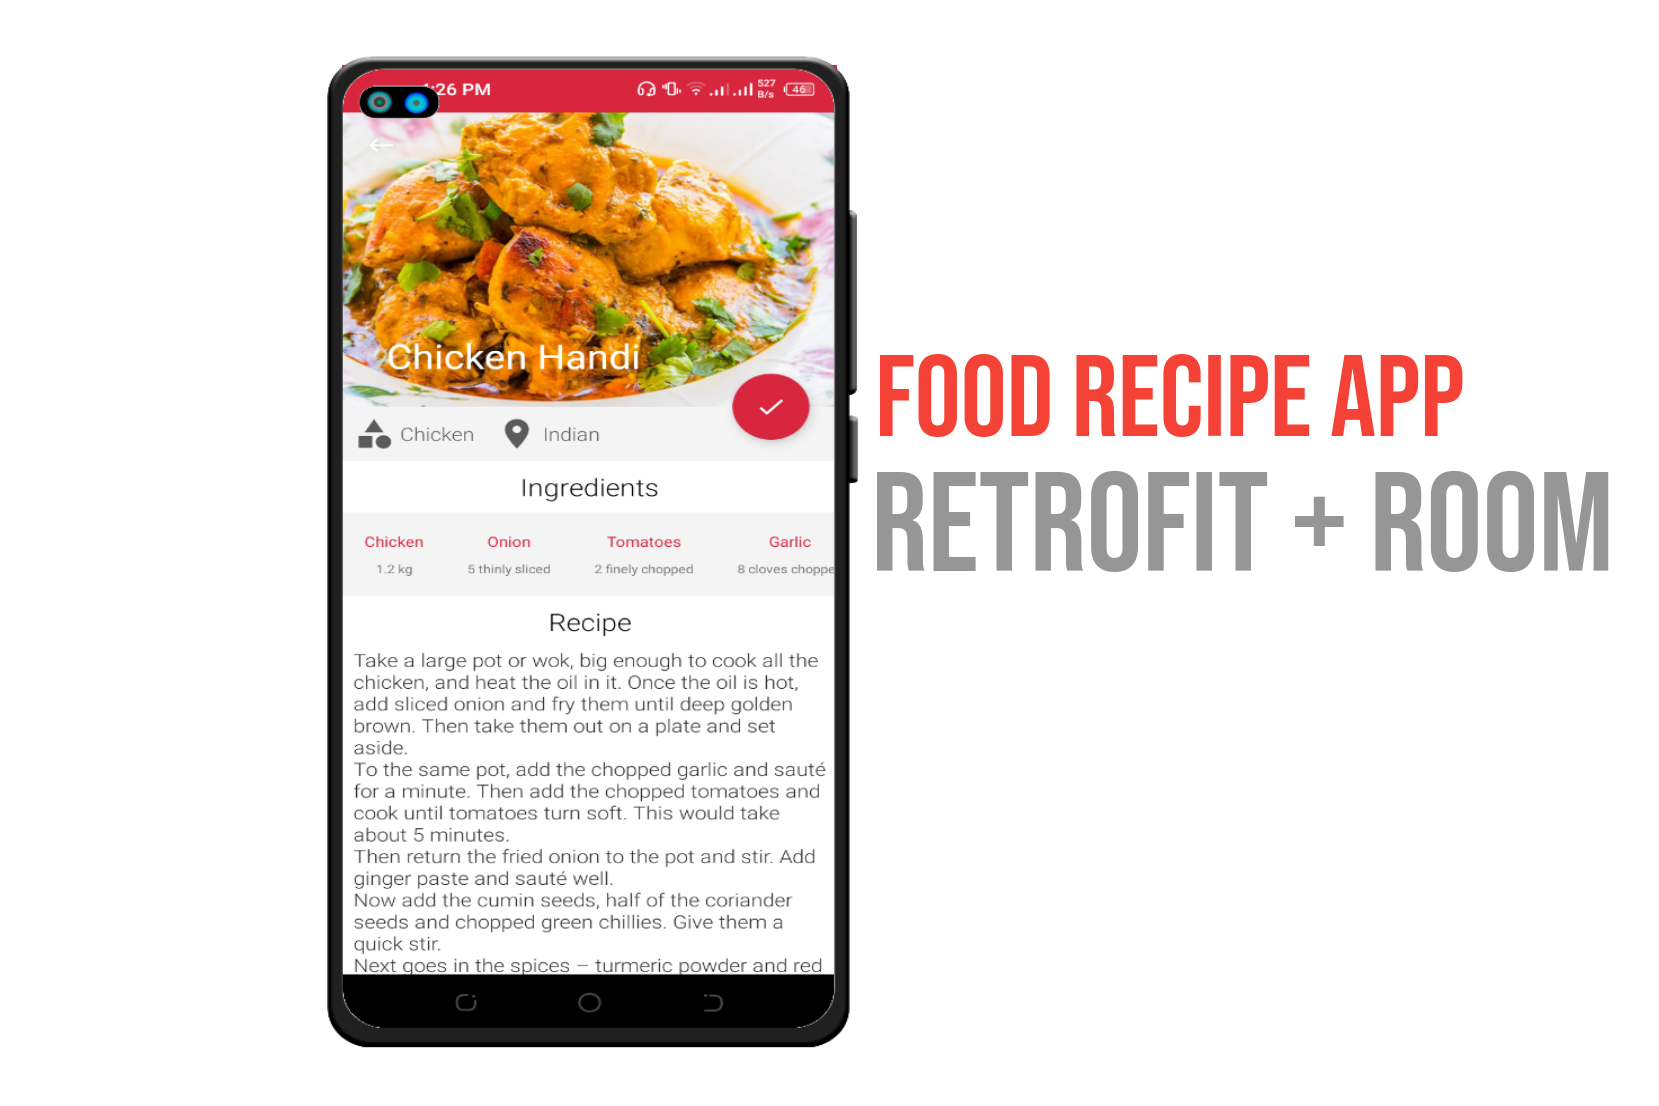 :26 PM
527
B/s
46
Chicken Handi
Chicken
Indian
Ingredients
Chicken
Onion
Tomatoes
Garlic
1.2 kg
5 thinly sliced
2 finely chopped
8 cloves choppe
Recipe
Take a large pot or wok, big enough to cook all the
chicken, and heat the oil in it. Once the oil is hot,
add sliced onion and fry them until deep golden
brown. Then take them out on a plate and set
aside.
To the same pot, add the chopped garlic and sauté
for a minute. Then add the chopped tomatoes and
cook until tomatoes turn soft. This would take
about 5 minutes.
Then return the fried onion to the pot and stir. Add
ginger paste and sauté well.
Now add the cumin seeds, half of the coriander
seeds and chopped green chillies. Give them a
quick stir.
Next goes in the spices – turmeric powder and red
FOOD RECIPE APP
RETROFIT + ROOM